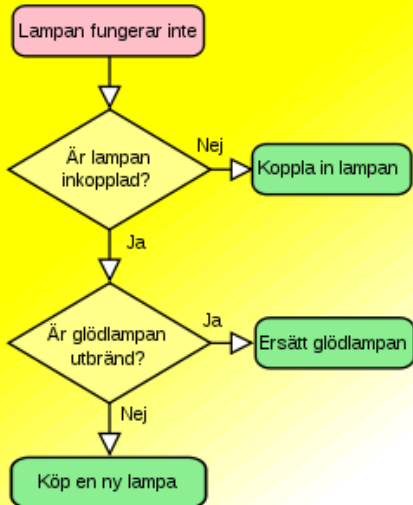 Lampan fungerar inte
Är lampan
inkopplad?
Nej
Koppla in lampan
Ja
Är glödlampan
utbränd?
Ja
Ersätt glödlampan
Nej
Köp en ny lampa